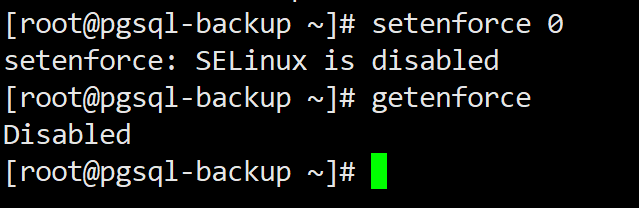 [root@pgsql-backup ~]# setenforce 0
setenforce: SELinux is disabled
[root@pgsql-backup ~]# getenforce
Disabled
[root@pgsql-backup ~]#